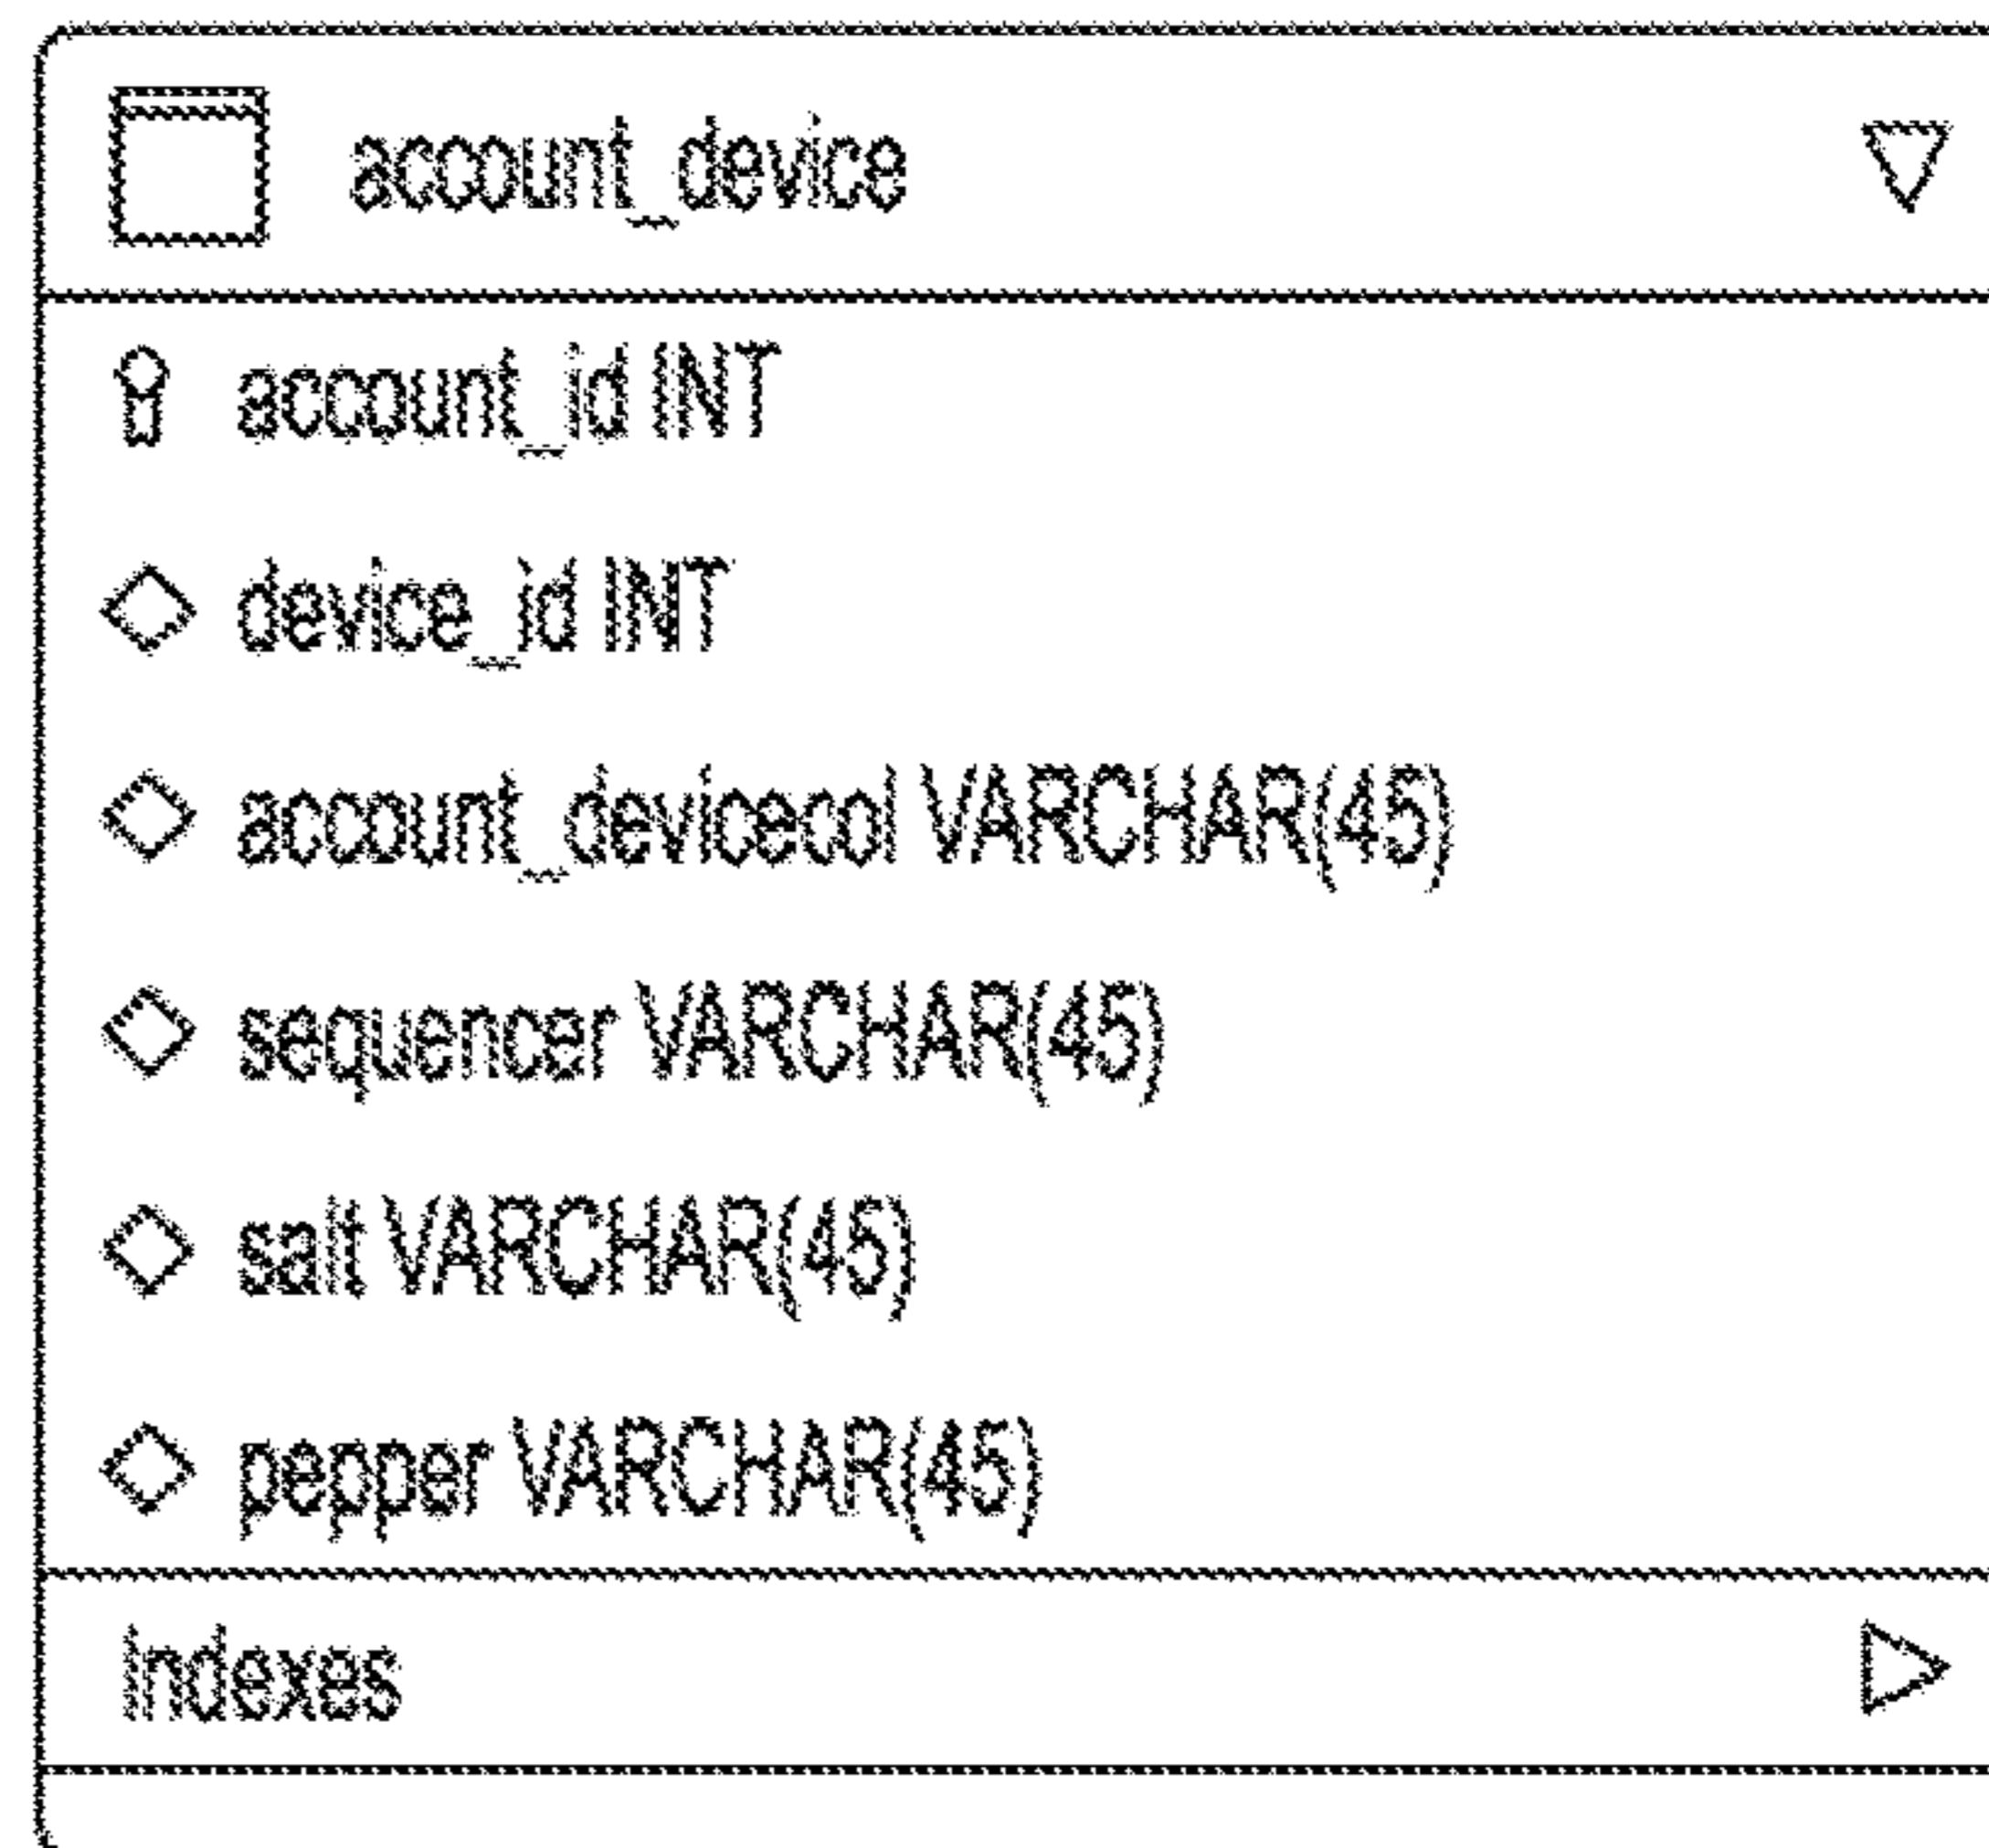 account_device
account_id INT
device_id INT
account_devicecol VARCHAR(45)
sequencer VARCHAR(45)
salt VARCHAR(45)
pepper VARCHAR(45)
Indexes